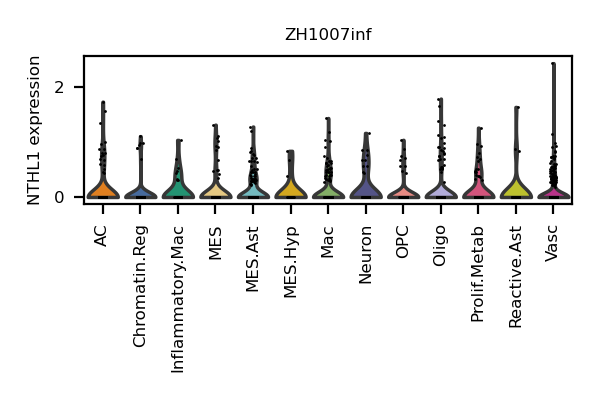 ZH1007inf
NTHL1 expression
2
0
AC
Chromatin.Reg
Inflammatory.Mac
MES
MES.Ast
MES.Hyp
Mac
Neuron
OPC
Oligo
Prolif.Metab
Reactive.Ast
Vasc